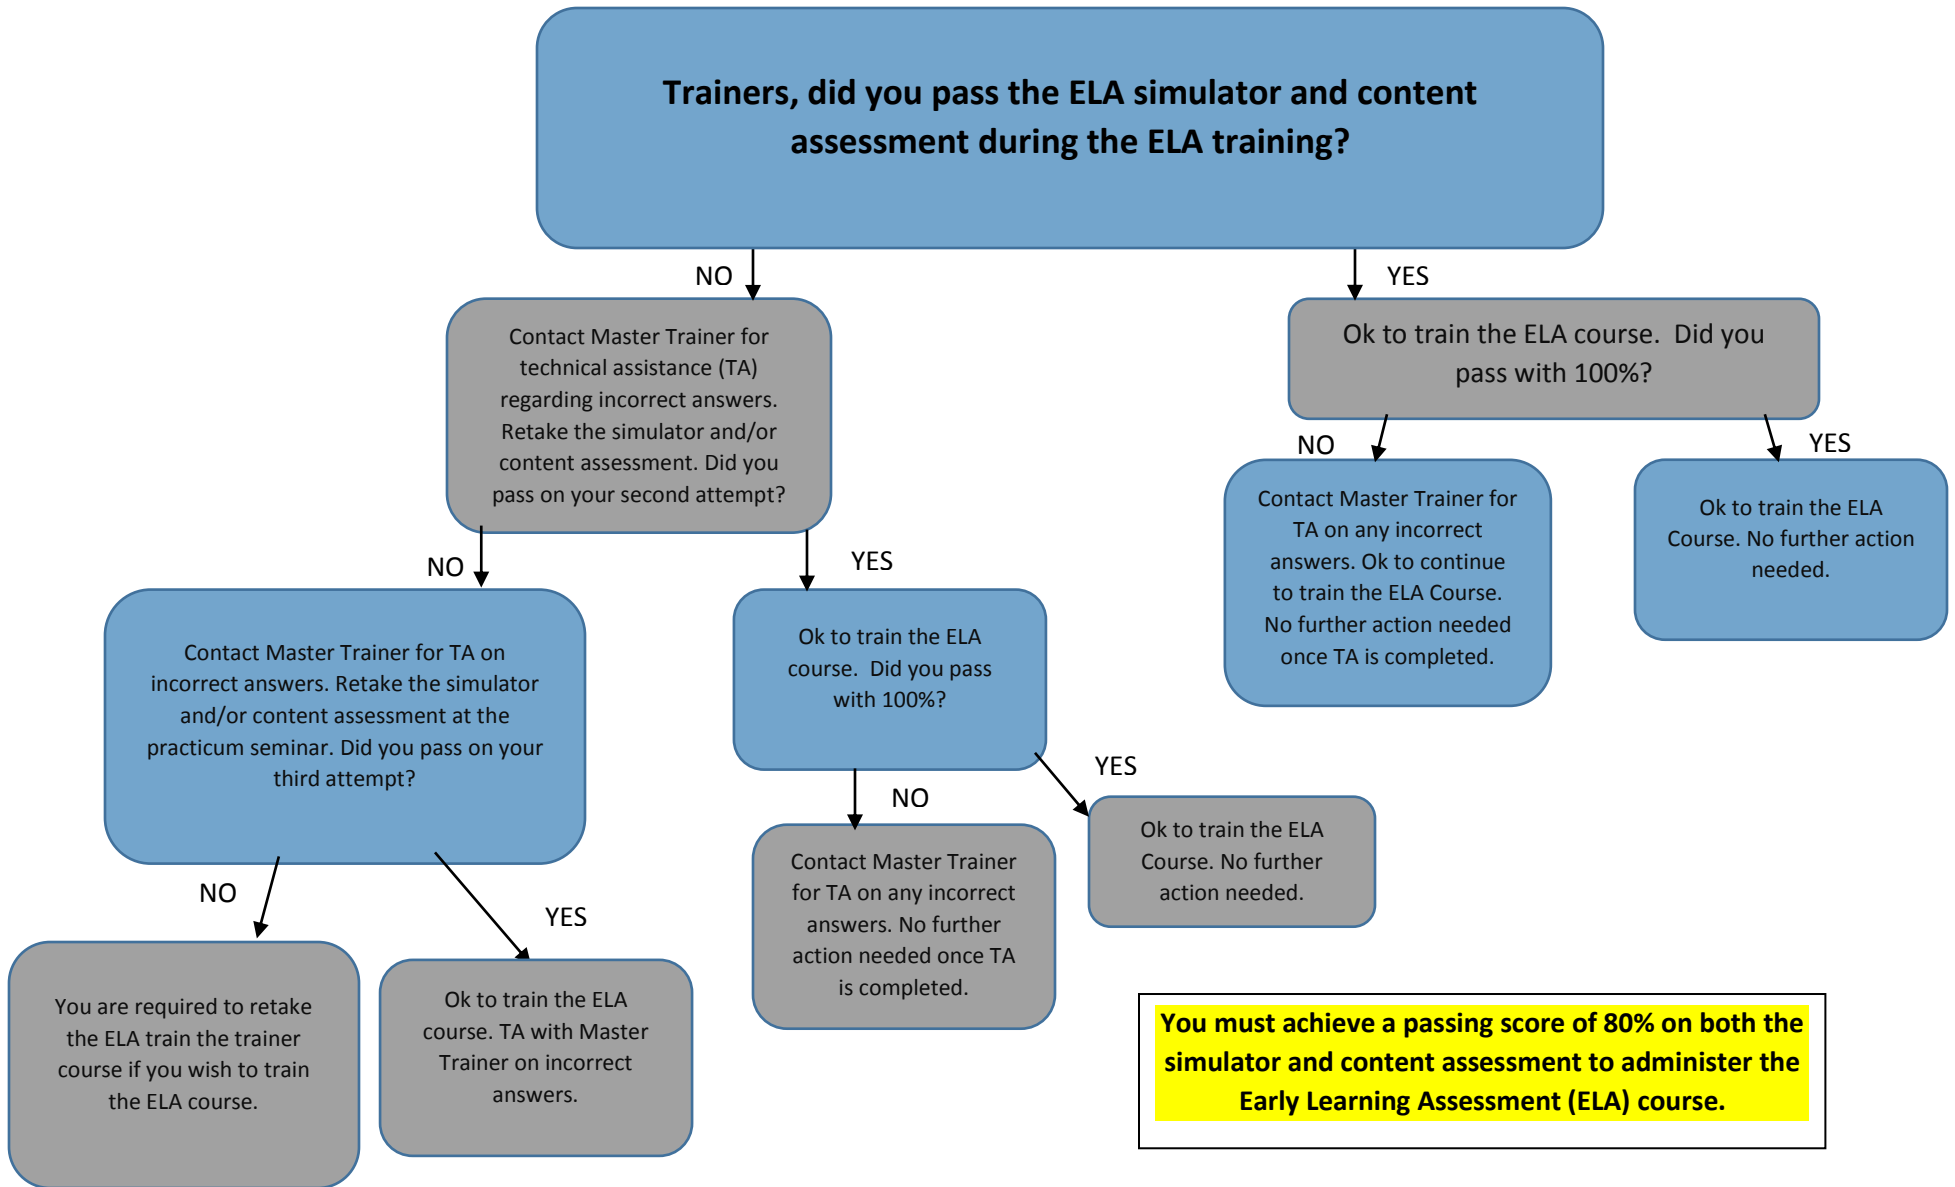 Trainers, did you pass the ELA simulator and content
assessment during the ELA training?
NO
YES
Contact Master Trainer for
technical assistance (TA)
regarding incorrect answers.
Retake the simulator and/or
content assessment. Did you
pass on your second attempt?
Ok to train the ELA course. Did you
pass with 100%?
NO
YES
Contact Master Trainer for
TA on any incorrect
answers. Ok to continue
to train the ELA Course.
No further action needed
once TA is completed.
Ok to train the ELA
Course. No further action
needed.
NO
YES
Contact Master Trainer for TA on
incorrect answers. Retake the simulator
and/or content assessment at the
practicum seminar. Did you pass on your
third attempt?
Ok to train the ELA
course. Did you pass
with 100%?
NO
YES
Contact Master Trainer
for TA on any incorrect
answers. No further
action needed once TA
is completed.
Ok to train the ELA
Course. No further
action needed.
NO
YES
You are required to retake
the ELA train the trainer
course if you wish to train
the ELA course.
Ok to train the ELA
course. TA with Master
Trainer on incorrect
answers.
You must achieve a passing score of 80% on both the
simulator and content assessment to administer the
Early Learning Assessment (ELA) course.